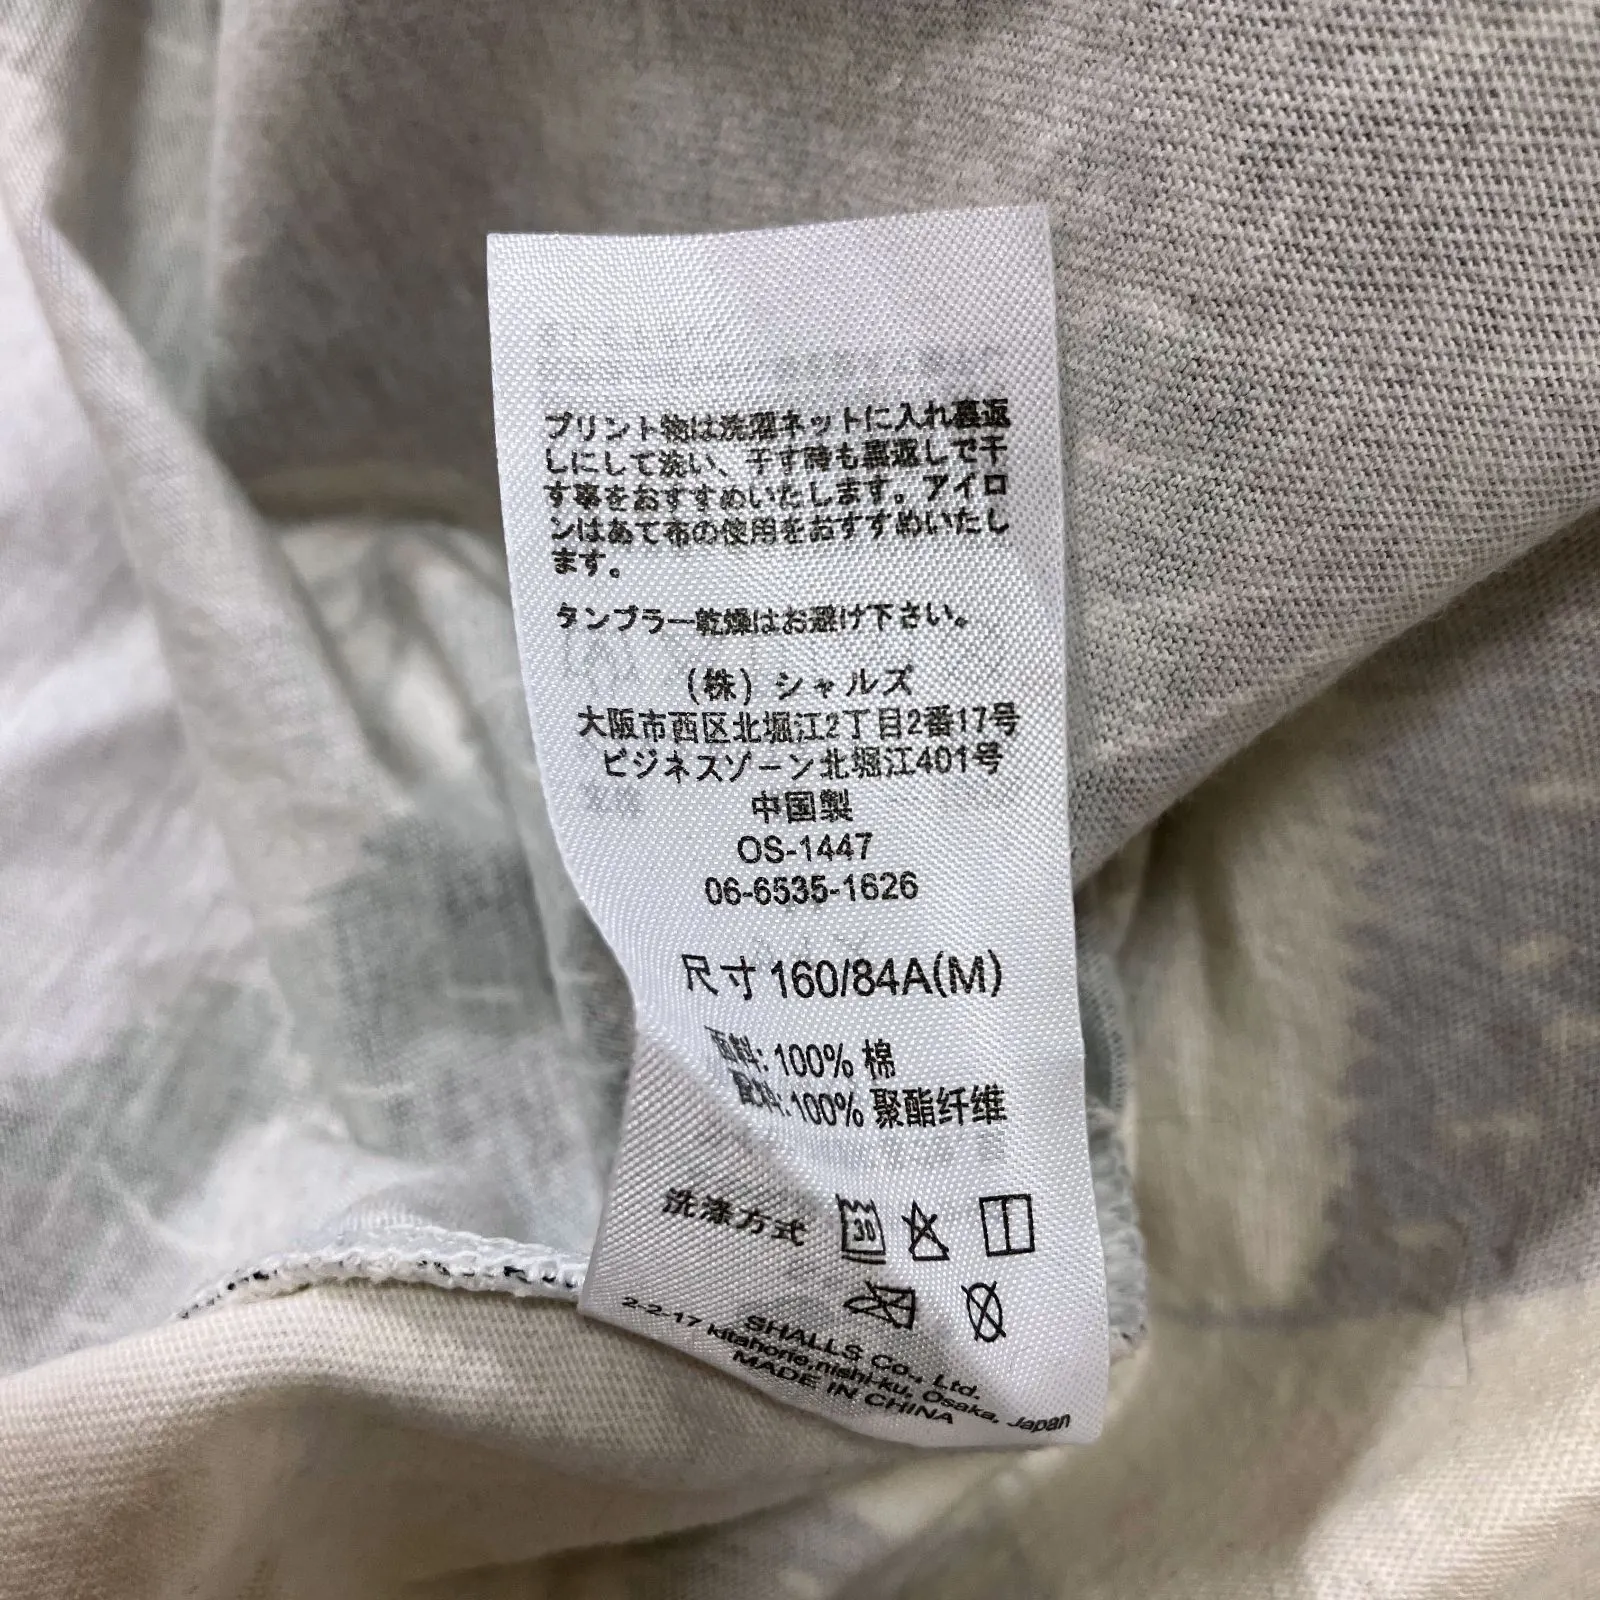 プリント物は洗濯ネットに入れ裏返
しにして洗い、干す時も裏返しで干
す事をおすすめいたします。アイロ
ンはあて布の使用をおすすめいたし
ます。
タンブラー乾燥はお避け下さい。
(株) シャルズ
大阪市西区北堀江2丁目2番17号
ビジネスゾーン北堀江401号
中国製
OS-1447
06-6535-1626
尺寸 160/84A(M)
面料: 100% 棉
配料: 100% 聚酯纤维
洗涤方式 30
SHALLS Co., Ltd.
2-2-17 kitahorie,nishi-ku, Osaka, Japan
MADE IN CHINA